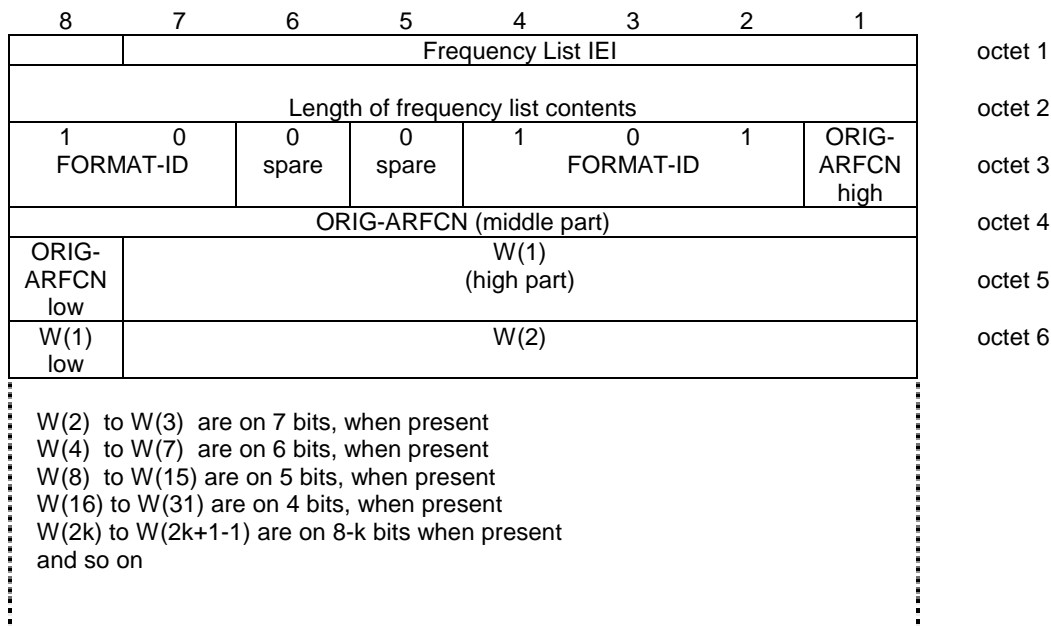 8 7 6 5 4 3 2 1
Frequency List IEI octet 1
Length of frequency list contents octet 2
1 0 0 0 1 0 1 ORIG-
FORMAT-ID spare spare FORMAT-ID ARFCN octet 3
high
ORIG-ARFCN (middle part) octet 4
ORIG- W(1)
ARFCN (high part) octet 5
low
W(1) W(2) octet 6
low
W(2) to W(3) are on 7 bits, when present
W(4) to W(7) are on 6 bits, when present
W(8) to W(15) are on 5 bits, when present
W(16) to W(31) are on 4 bits, when present
W(2k) to W(2k+1-1) are on 8-k bits when present
and so on